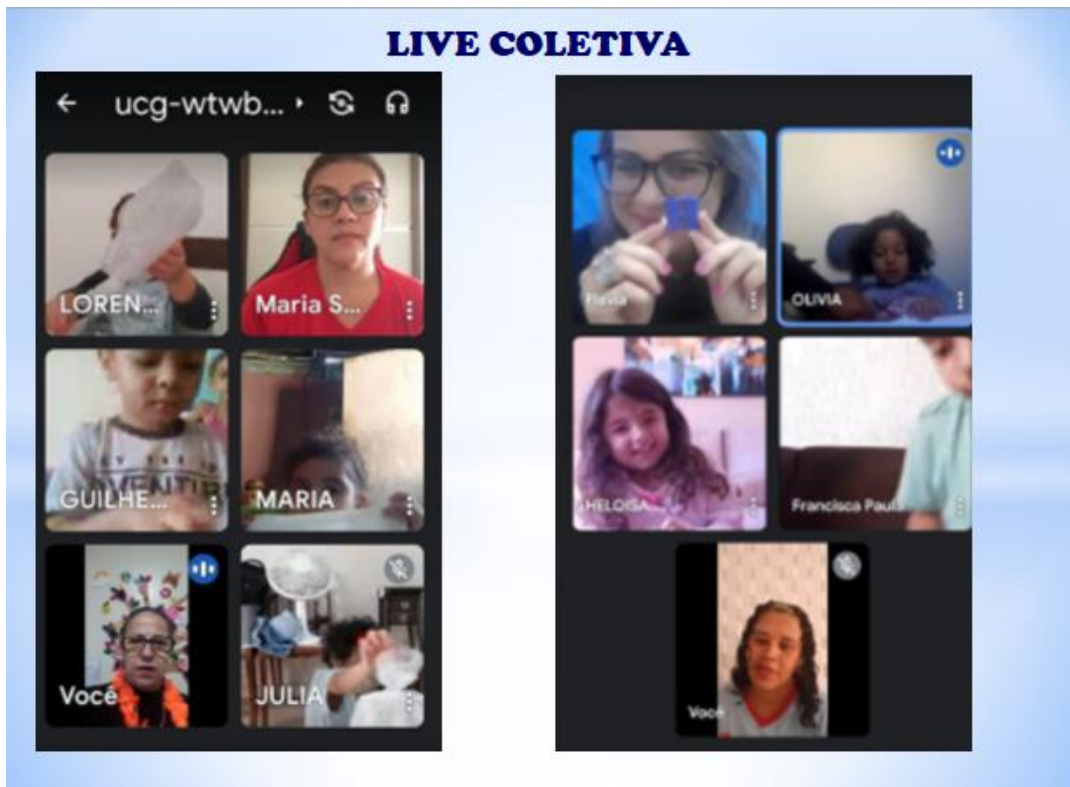 LIVE COLETIVA
ucg-wtwb...
LOREN...
Maria S...
GUILHE...
MARIA
Você
JULIA
Flavia
OLIVIA
HELOISA
Francisca Paul
Você